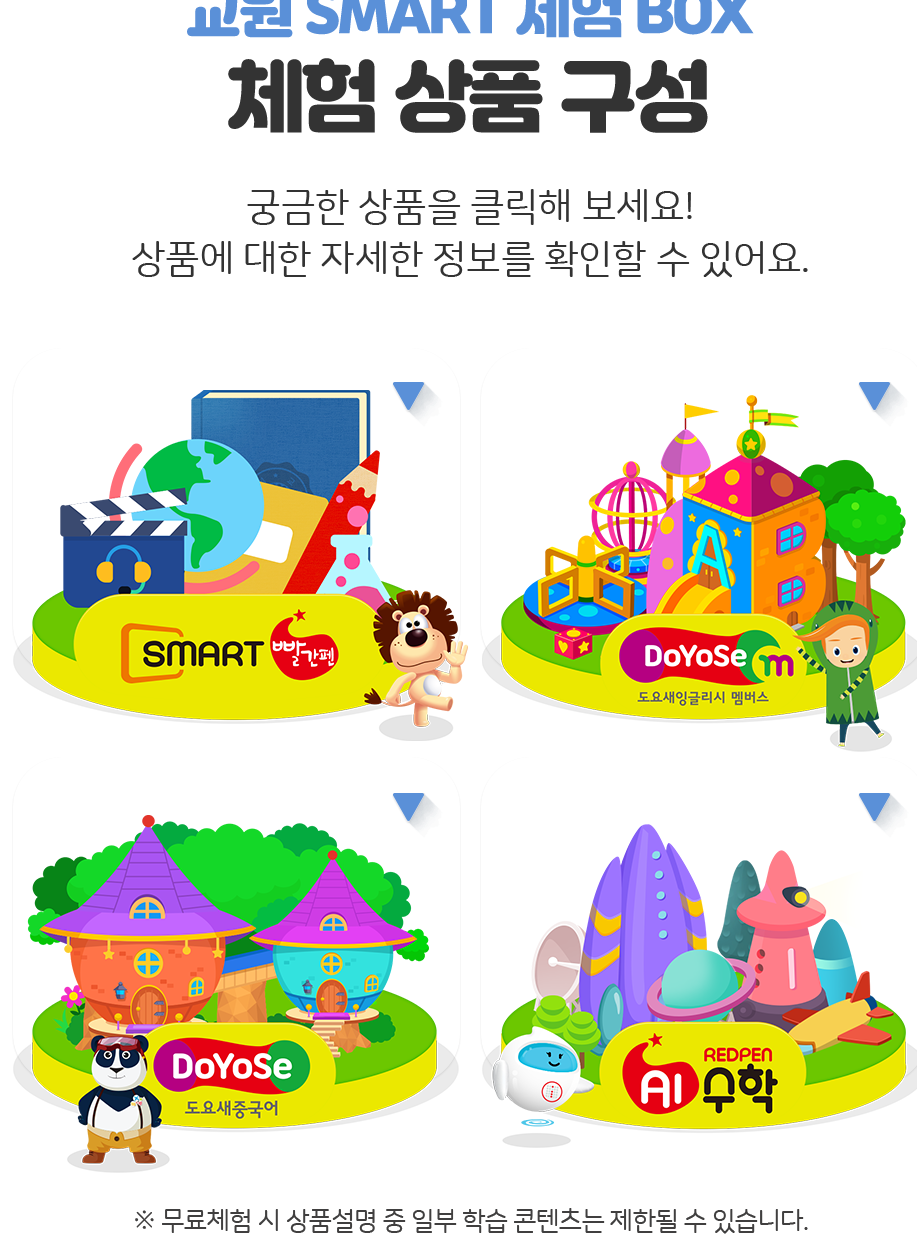 교원 SMART 체험 BOX
체험 상품 구성
궁금한 상품을 클릭해 보세요!
상품에 대한 자세한 정보를 확인할 수 있어요.
SMART 빨간펜
A B
DoYoSe m
도요새잉글리시 멤버스
DoYoSe
도요새중국어
REDPEN
AI 수학
※ 무료체험 시 상품설명 중 일부 학습 콘텐츠는 제한될 수 있습니다.